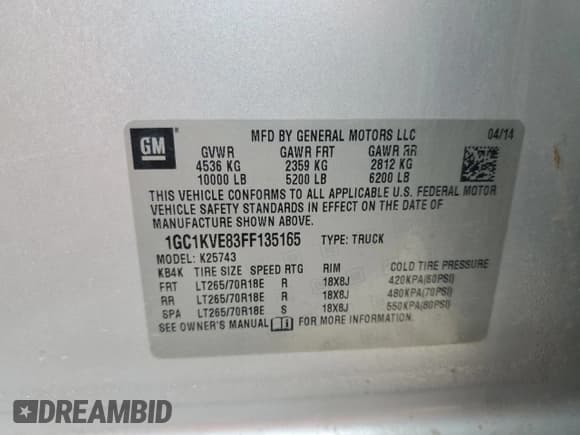 GM
MFD BY GENERAL MOTORS LLC 04/14
GVWR GAWR FRT GAWR RR
4536 KG 2359 KG 2812 KG
10000 LB 5200 LB 6200 LB
THIS VEHICLE CONFORMS TO ALL APPLICABLE U.S. FEDERAL MOTOR
VEHICLE SAFETY STANDARDS IN EFFECT ON THE DATE OF
MANUFACTURE SHOWN ABOVE.
1GC1KVE83FF135165 TYPE: TRUCK
MODEL: K25743
KB4K TIRE SIZE SPEED RTG RIM COLD TIRE PRESSURE
FRT LT265/70R18E R 18X8J 420KPA(60PSI)
RR LT265/70R18E R 18X8J 480KPA(70PSI)
SPA LT265/70R18E S 18X8J 550KPA(80PSI)
SEE OWNER'S MANUAL FOR MORE INFORMATION.
DREAMBID